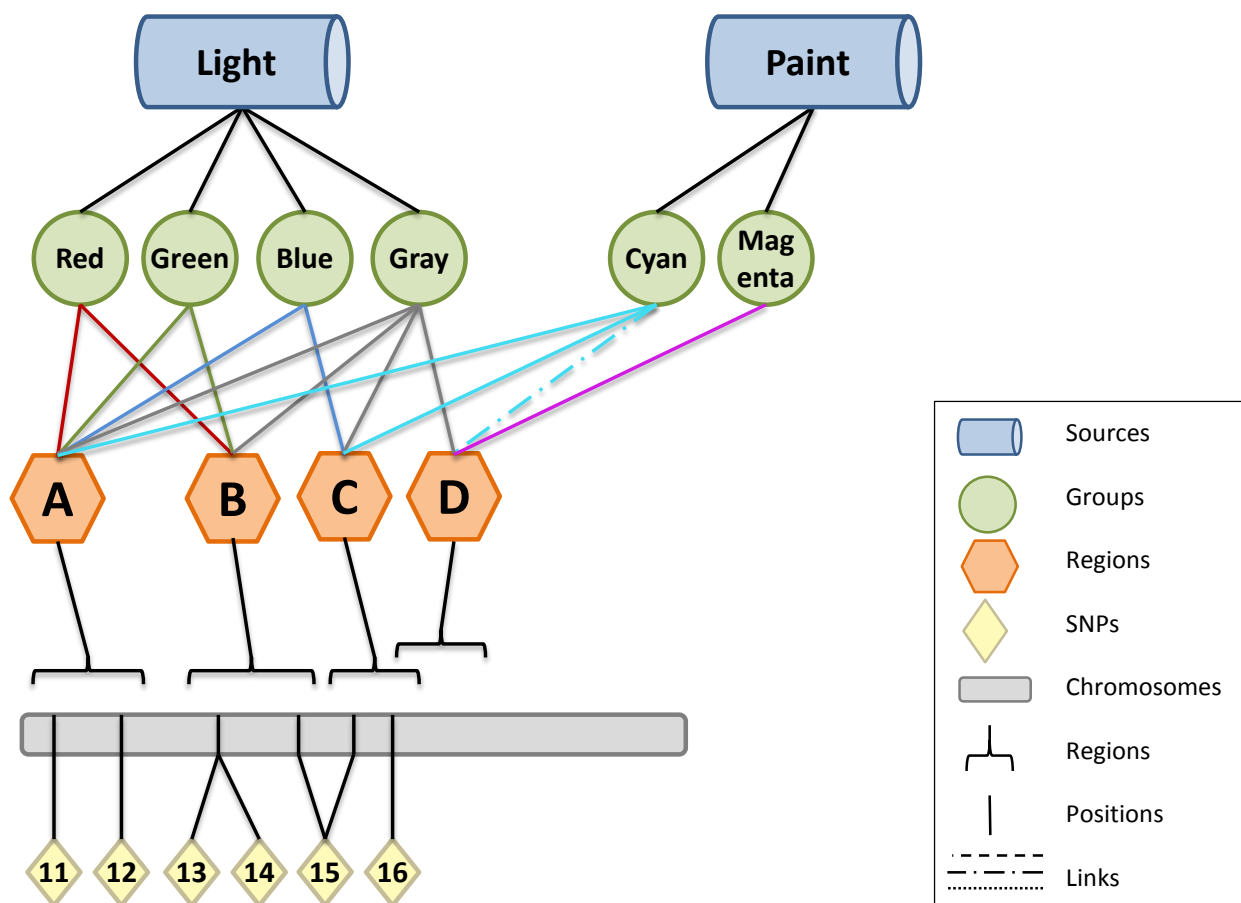 Light
Paint
Red
Green
Blue
Gray
Cyan
Mag
enta
A
B
C
D
11
12
13
14
15
16
Sources
Groups
Regions
SNPs
Chromosomes
Regions
Positions
Links